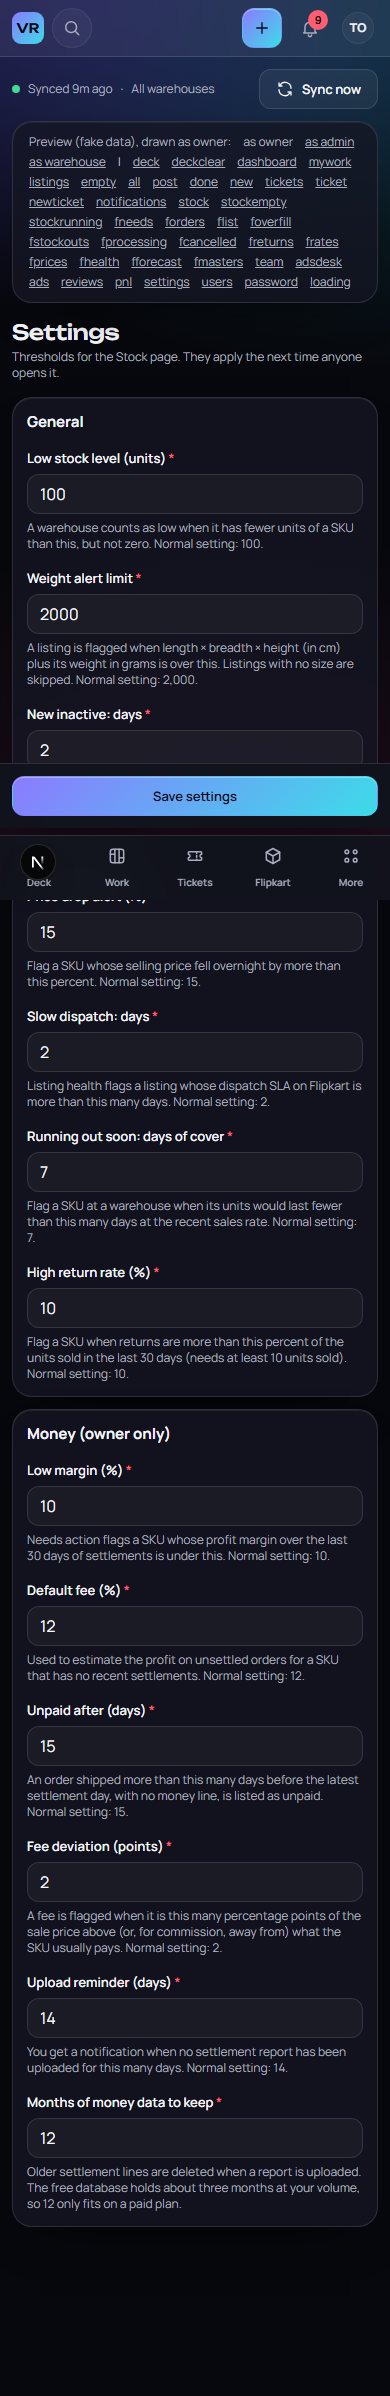 VR
9
TO
Synced 9m ago · All warehouses
Sync now
Preview (fake data), drawn as owner: as owner as admin
as warehouse | deck deckclear dashboard mywork
listings empty all post done new tickets ticket
newticket notifications stock stockempty
stockrunning fneeds forders flist foverfill
fstockouts fprocessing fcancelled freturns frates
fprices fhealth fforecast fmasters team adsdesk
ads reviews pnl settings users password loading
Settings
Thresholds for the Stock page. They apply the next time anyone
opens it.
General
Low stock level (units) *
100
A warehouse counts as low when it has fewer units of a SKU
than this, but not zero. Normal setting: 100.
Weight alert limit *
2000
A listing is flagged when length × breadth × height (in cm)
plus its weight in grams is over this. Listings with no size are
skipped. Normal setting: 2,000.
New inactive: days *
2
Save settings
N
Deck
Work
Tickets
Flipkart
More
15
Flag a SKU whose selling price fell overnight by more than
this percent. Normal setting: 15.
Slow dispatch: days *
2
Listing health flags a listing whose dispatch SLA on Flipkart is
more than this many days. Normal setting: 2.
Running out soon: days of cover *
7
Flag a SKU at a warehouse when its units would last fewer
than this many days at the recent sales rate. Normal setting:
7.
High return rate (%) *
10
Flag a SKU when returns are more than this percent of the
units sold in the last 30 days (needs at least 10 units sold).
Normal setting: 10.
Money (owner only)
Low margin (%) *
10
Needs action flags a SKU whose profit margin over the last
30 days of settlements is under this. Normal setting: 10.
Default fee (%) *
12
Used to estimate the profit on unsettled orders for a SKU
that has no recent settlements. Normal setting: 12.
Unpaid after (days) *
15
An order shipped more than this many days before the latest
settlement day, with no money line, is listed as unpaid.
Normal setting: 15.
Fee deviation (points) *
2
A fee is flagged when it is this many percentage points of the
sale price above (or, for commission, away from) what the
SKU usually pays. Normal setting: 2.
Upload reminder (days) *
14
You get a notification when no settlement report has been
uploaded for this many days. Normal setting: 14.
Months of money data to keep *
12
Older settlement lines are deleted when a report is uploaded.
The free database holds about three months at your volume,
so 12 only fits on a paid plan.